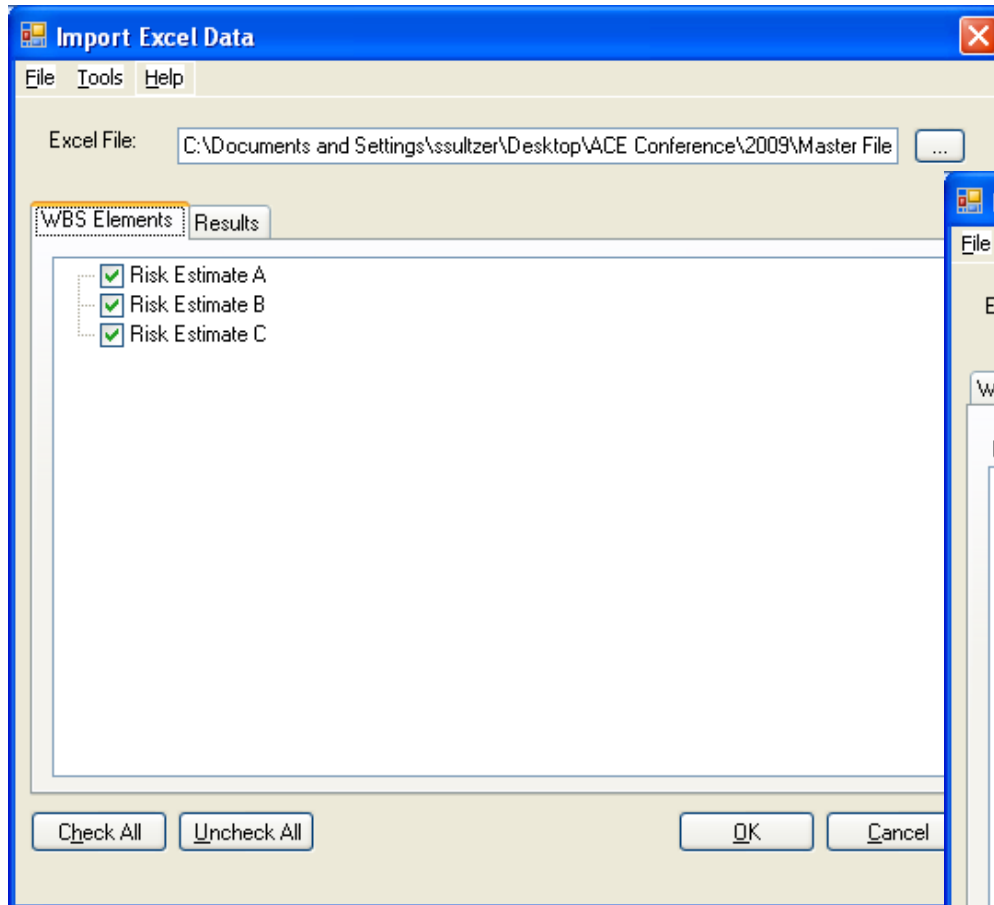 Import Excel Data
File Tools Help
Excel File: C:\Documents and Settings\ssultzer\Desktop\ACE Conference\2009\Master File ...
WBS Elements Results
Risk Estimate A
Risk Estimate B
Risk Estimate C
Check All Uncheck All OK Cancel
File